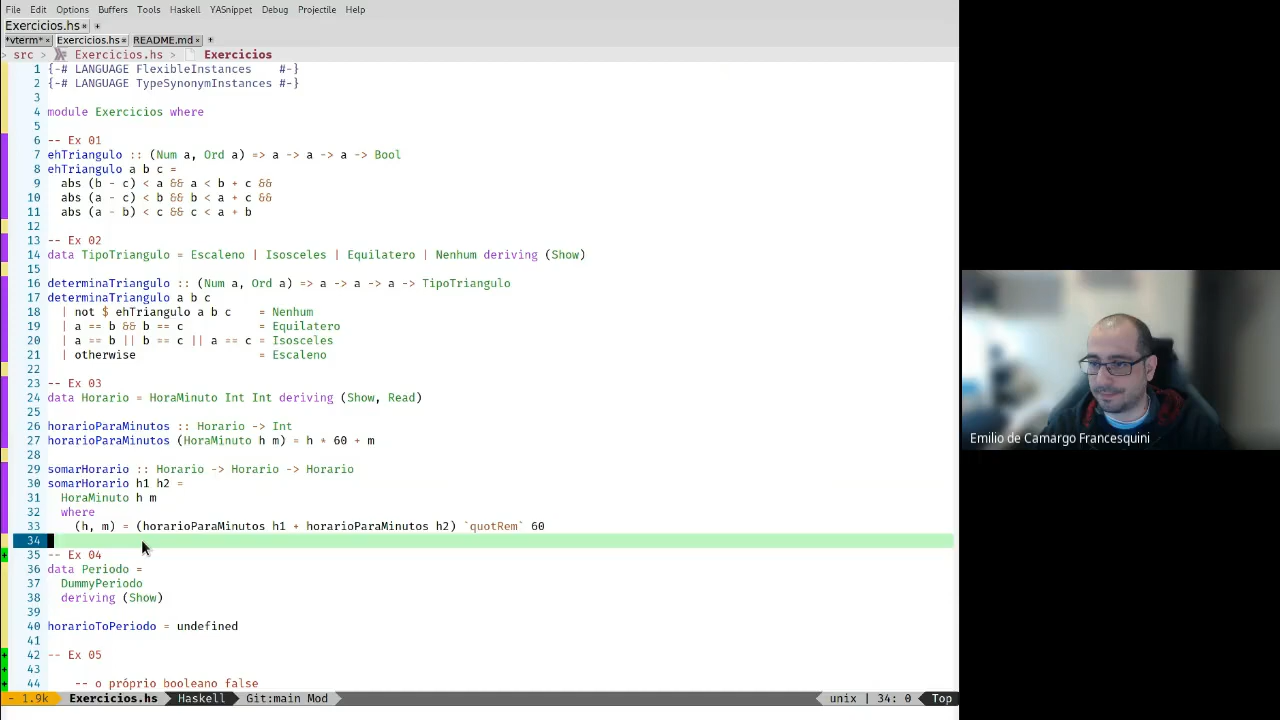 File Edit Options Buffers Tools Haskell YASnippet Debug Projectile Help
Exercicios.hs × +
*vterm* × Exercicios.hs × README.md × +
> src > Exercicios.hs > Exercicios
1 {-# LANGUAGE FlexibleInstances    #-}
2 {-# LANGUAGE TypeSynonymInstances #-}
3
4 module Exercicios where
5
6 -- Ex 01
7 ehTriangulo :: (Num a, Ord a) => a -> a -> a -> Bool
8 ehTriangulo a b c =
9   abs (b - c) < a && a < b + c &&
10   abs (a - c) < b && b < a + c &&
11   abs (a - b) < c && c < a + b
12
13 -- Ex 02
14 data TipoTriangulo = Escaleno | Isosceles | Equilatero | Nenhum deriving (Show)
15
16 determinaTriangulo :: (Num a, Ord a) => a -> a -> a -> TipoTriangulo
17 determinaTriangulo a b c
18   | not $ ehTriangulo a b c    = Nenhum
19   | a == b && b == c           = Equilatero
20   | a == b || b == c || a == c = Isosceles
21   | otherwise                  = Escaleno
22
23 -- Ex 03
24 data Horario = HoraMinuto Int Int deriving (Show, Read)
25
26 horarioParaMinutos :: Horario -> Int
27 horarioParaMinutos (HoraMinuto h m) = h * 60 + m
28
29 somarHorario :: Horario -> Horario -> Horario
30 somarHorario h1 h2 =
31   HoraMinuto h m
32   where
33     (h, m) = (horarioParaMinutos h1 + horarioParaMinutos h2) `quotRem` 60
34
35 -- Ex 04
36 data Periodo =
37   DummyPeriodo
38   deriving (Show)
39
40 horarioToPeriodo = undefined
41
42 -- Ex 05
43
44     -- o próprio booleano false
- 1.9k Exercicios.hs Haskell Git:main Mod unix | 34: 0 Top
Emilio de Camargo Francesquini